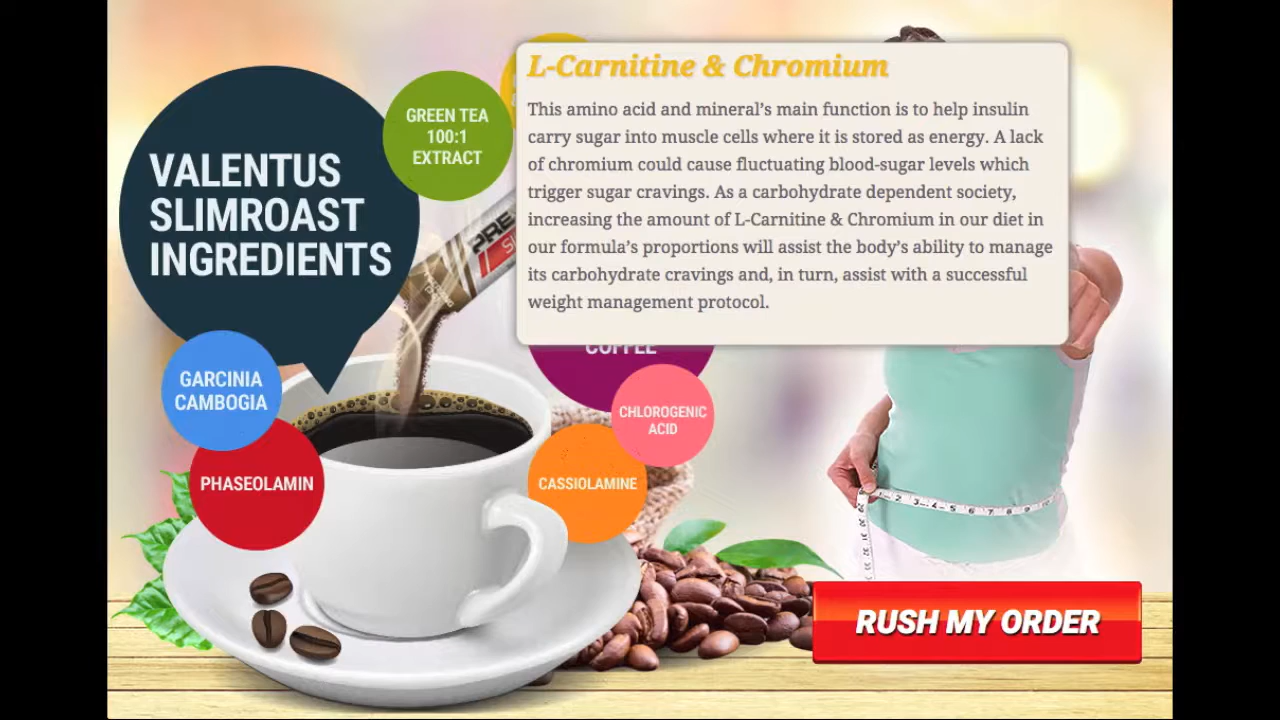 VALENTUS
SLIMROAST
INGREDIENTS
GREEN TEA
100:1
EXTRACT
L-Carnitine & Chromium
This amino acid and mineral’s main function is to help insulin
carry sugar into muscle cells where it is stored as energy. A lack
of chromium could cause fluctuating blood-sugar levels which
trigger sugar cravings. As a carbohydrate dependent society,
increasing the amount of L-Carnitine & Chromium in our diet in
our formula’s proportions will assist the body’s ability to manage
its carbohydrate cravings and, in turn, assist with a successful
weight management protocol.
COFFEE
GARCINIA
CAMBOGIA
CHLOROGENIC
ACID
PHASEOLAMIN
CASSIOLAMINE
RUSH MY ORDER